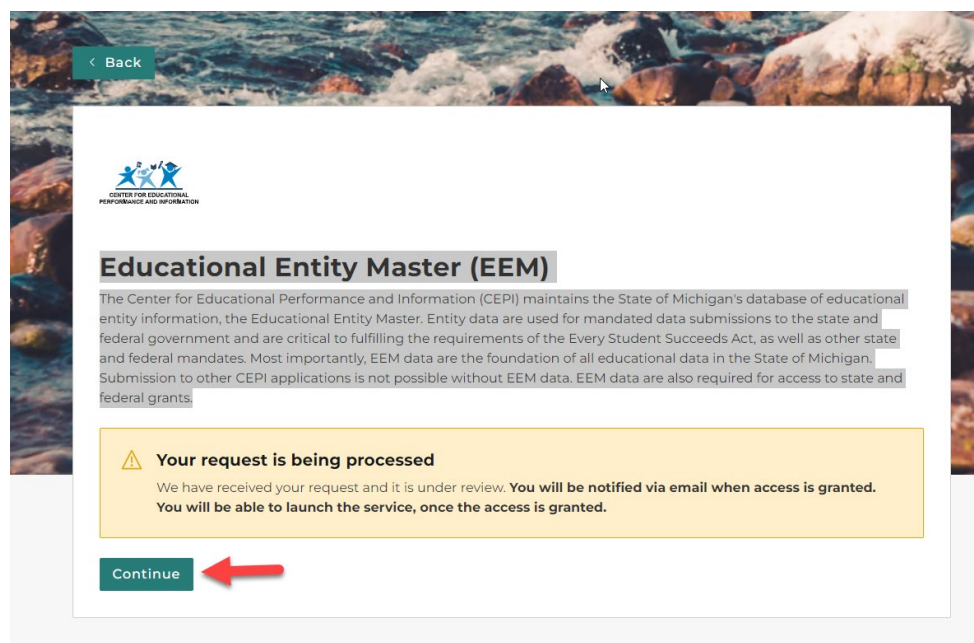 < Back
CENTER FOR EDUCATIONAL
PERFORMANCE AND INFORMATION
Educational Entity Master (EEM)
The Center for Educational Performance and Information (CEPI) maintains the State of Michigan's database of educational
entity information, the Educational Entity Master. Entity data are used for mandated data submissions to the state and
federal government and are critical to fulfilling the requirements of the Every Student Succeeds Act, as well as other state
and federal mandates. Most importantly, EEM data are the foundation of all educational data in the State of Michigan.
Submission to other CEPI applications is not possible without EEM data. EEM data are also required for access to state and
federal grants.
Your request is being processed
We have received your request and it is under review. You will be notified via email when access is granted.
You will be able to launch the service, once the access is granted.
Continue